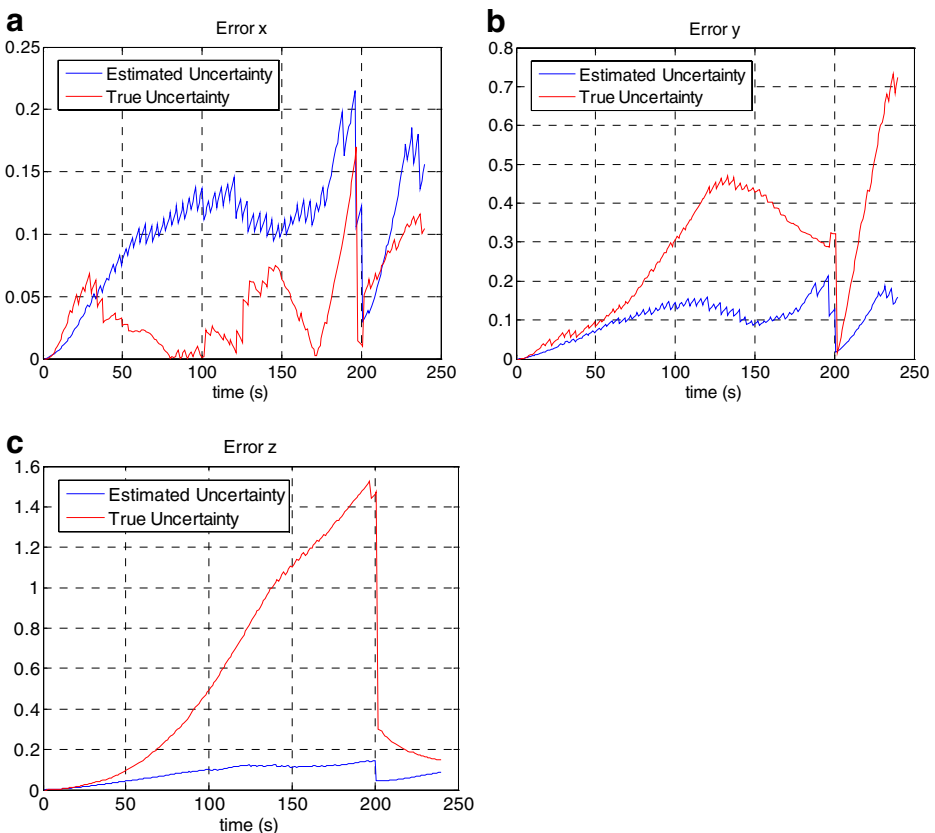 a
Error x
0.25
0.2
0.15
0.1
0.05
0
Estimated Uncertainty
True Uncertainty
0 50 100 150 200 250
time (s)
b
Error y
0.8
0.7
0.6
0.5
0.4
0.3
0.2
0.1
0
Estimated Uncertainty
True Uncertainty
0 50 100 150 200 250
time (s)
c
Error z
1.6
1.4
1.2
1
0.8
0.6
0.4
0.2
0
Estimated Uncertainty
True Uncertainty
0 50 100 150 200 250
time (s)